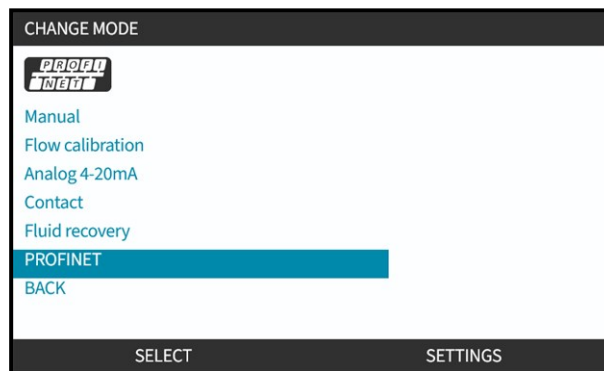 CHANGE MODE
PROFI
NET
Manual
Flow calibration
Analog 4-20mA
Contact
Fluid recovery
PROFINET
BACK
SELECT SETTINGS